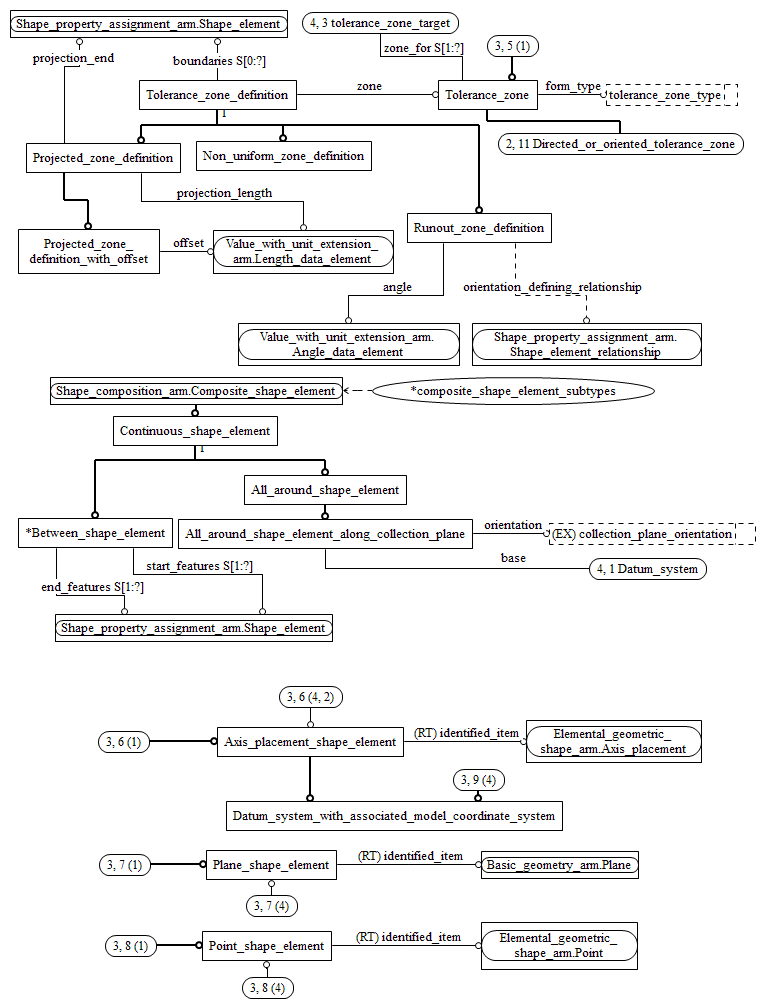 Shape_property_assignment_arm.Shape_element
4, 3 tolerance_zone_target
projection_end
boundaries S[0:?]
zone_for S[1:?]
3, 5 (1)
Tolerance_zone_definition
zone
Tolerance_zone
form_type
tolerance_zone_type
1
2, 11 Directed_or_oriented_tolerance_zone
Projected_zone_definition
Non_uniform_zone_definition
projection_length
Runout_zone_definition
Projected_zone_
definition_with_offset
offset
Value_with_unit_extension_
arm.Length_data_element
angle
orientation_defining_relationship
Value_with_unit_extension_arm.
Angle_data_element
Shape_property_assignment_arm.
Shape_element_relationship
Shape_composition_arm.Composite_shape_element
*composite_shape_element_subtypes
Continuous_shape_element
1
All_around_shape_element
*Between_shape_element
All_around_shape_element_along_collection_plane
orientation
(EX) collection_plane_orientation
base
4, 1 Datum_system
start_features S[1:?]
end_features S[1:?]
Shape_property_assignment_arm.Shape_element
3, 6 (4, 2)
3, 6 (1)
Axis_placement_shape_element
(RT) identified_item
Elemental_geometric_
shape_arm.Axis_placement
3, 9 (4)
Datum_system_with_associated_model_coordinate_system
3, 7 (1)
Plane_shape_element
(RT) identified_item
Basic_geometry_arm.Plane
3, 7 (4)
3, 8 (1)
Point_shape_element
(RT) identified_item
Elemental_geometric_
shape_arm.Point
3, 8 (4)